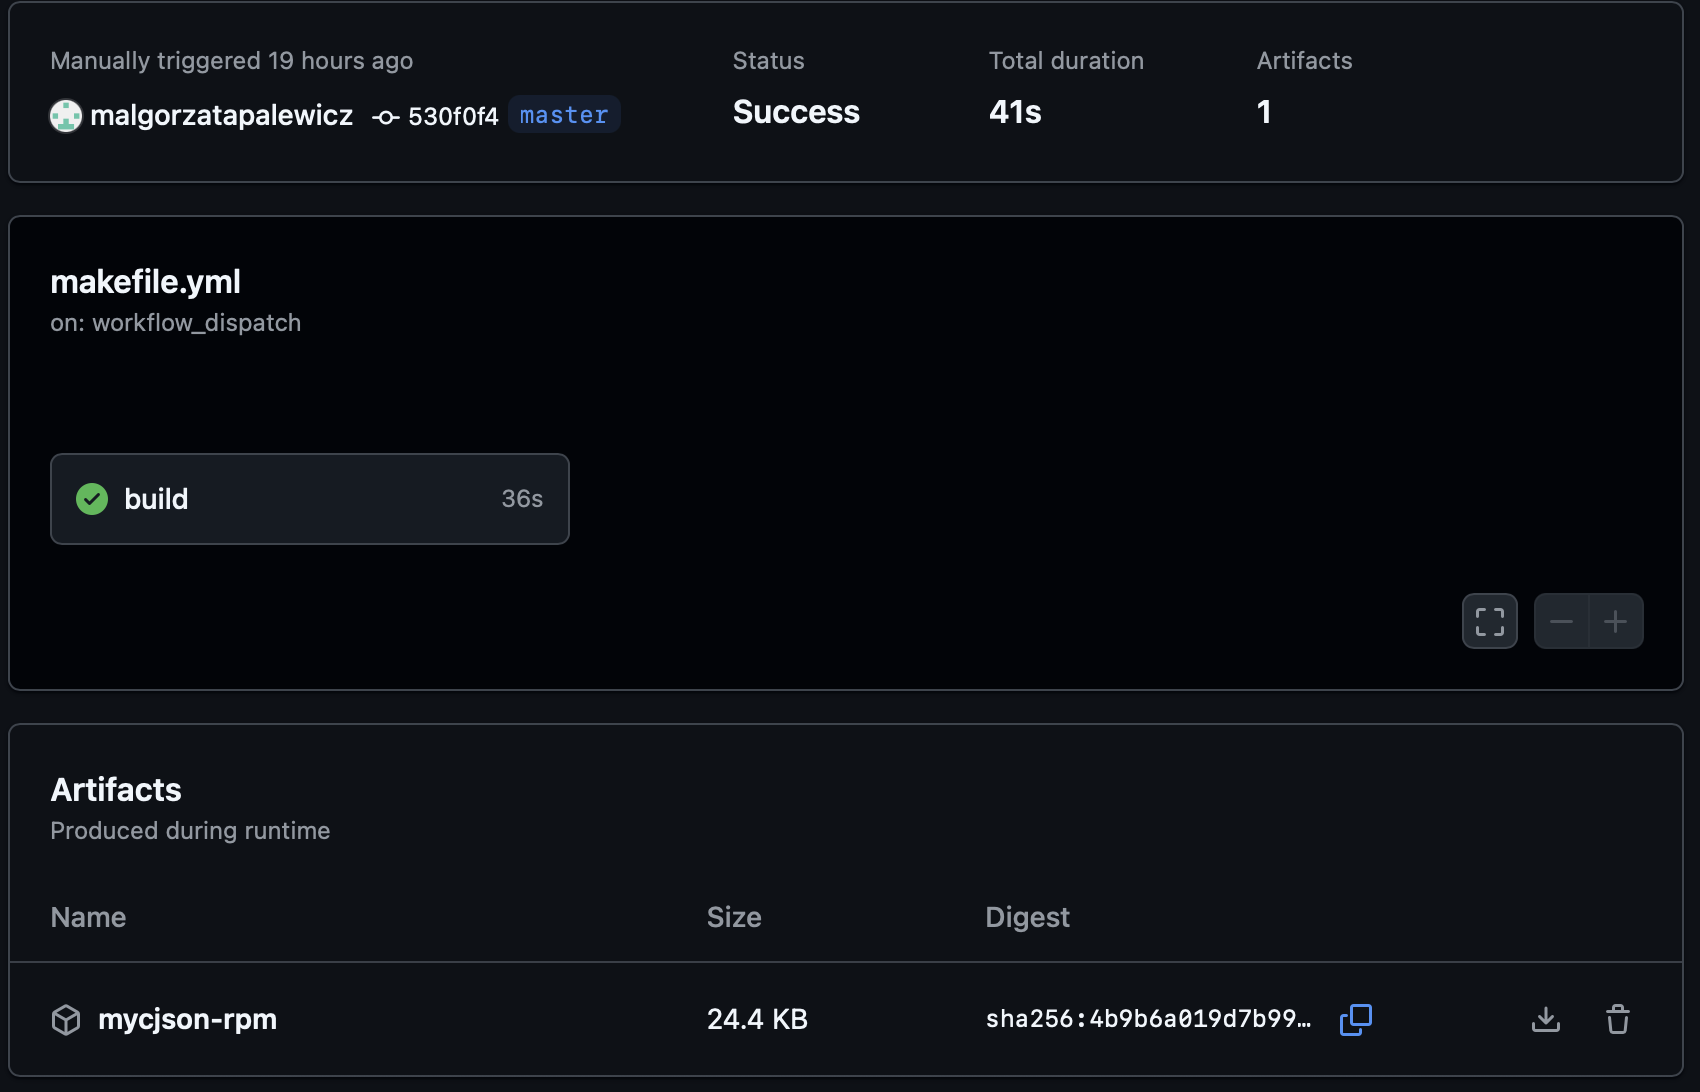 Manually triggered 19 hours ago
Status
Total duration
Artifacts
malgorzatapalewicz 530f0f4 master
Success
41s
1
makefile.yml
on: workflow_dispatch
build 36s
Artifacts
Produced during runtime
Name Size Digest
mycjson-rpm 24.4 KB sha256:4b9b6a019d7b99…